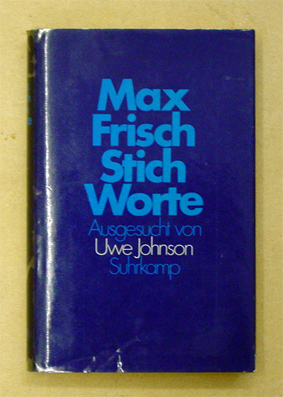 Max
Frisch
Stich
Worte
Ausgesucht von
Uwe Johnson
Suhrkamp